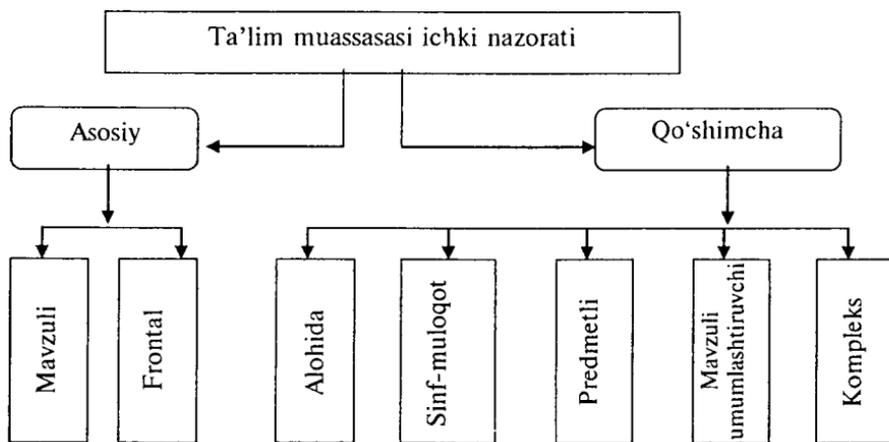 Ta’lim muassasasi ichki nazorati
Asosiy
Qo‘shimcha
Mavzuli
Frontal
Alohida
Sinf-muloqot
Predmetli
Mavzuli
umumlashtiruvchi
Kompleks